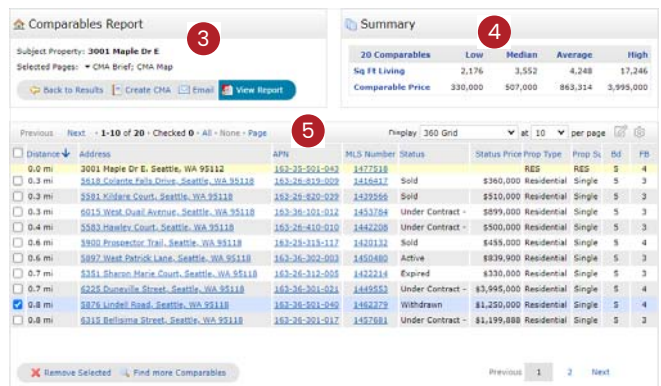 Comparables Report
3
Subject Property: 3001 Maple Dr E
Selected Pages: CMA Brief; CMA Map
Back to Results Create CMA Email View Report
Summary
4
20 Comparables Low Median Average High
Sq Ft Living 2,176 3,552 4,248 17,246
Comparable Price 330,000 507,000 863,314 3,995,000
5
Previous Next · 1-10 of 20 · Checked 0 · All · None · Page Display 360 Grid at 10 per page
Distance Address APN MLS Number Status Status Price Prop Type Prop Su Bd FB
0.0 mi 3001 Maple Dr E. Seattle, WA 95112 163-35-501-043 1477518 RES RES 5 4
0.3 mi 5618 Colante Falls Drive, Seattle, WA 95118 163-26-819-009 1416417 Sold $360,000 Residential Single 5 3
0.3 mi 5581 Kildare Court, Seattle, WA 95118 163-26-820-039 1439566 Sold $510,000 Residential Single 5 3
0.3 mi 6015 West Quail Avenue, Seattle, WA 95118 163-36-101-012 1453784 Under Contract - $899,000 Residential Single 5 3
0.4 mi 5583 Hawley Court, Seattle, WA 95118 163-26-410-010 1442208 Under Contract - $500,000 Residential Single 5 3
0.6 mi 5900 Prospector Trail, Seattle, WA 95118 163-25-315-117 1420132 Sold $455,000 Residential Single 5 4
0.6 mi 5897 West Patrick Lane, Seattle, WA 95118 163-36-302-003 1450480 Active $839,900 Residential Single 5 3
0.7 mi 5351 Sharon Marie Court, Seattle, WA 95118 163-26-312-005 1422214 Expired $330,000 Residential Single 5 3
0.7 mi 6225 Duneville Street, Seattle, WA 95118 163-36-301-021 1449553 Under Contract - $3,995,000 Residential Single 5 4
0.8 mi 5876 Lindell Road, Seattle, WA 95118 163-36-501-040 1462379 Withdrawn $1,250,000 Residential Single 5 4
0.8 mi 6315 Bellisima Street, Seattle, WA 95118 163-36-301-017 1457681 Under Contract - $1,199,888 Residential Single 5 3
Remove Selected Find more Comparables Previous 1 2 Next